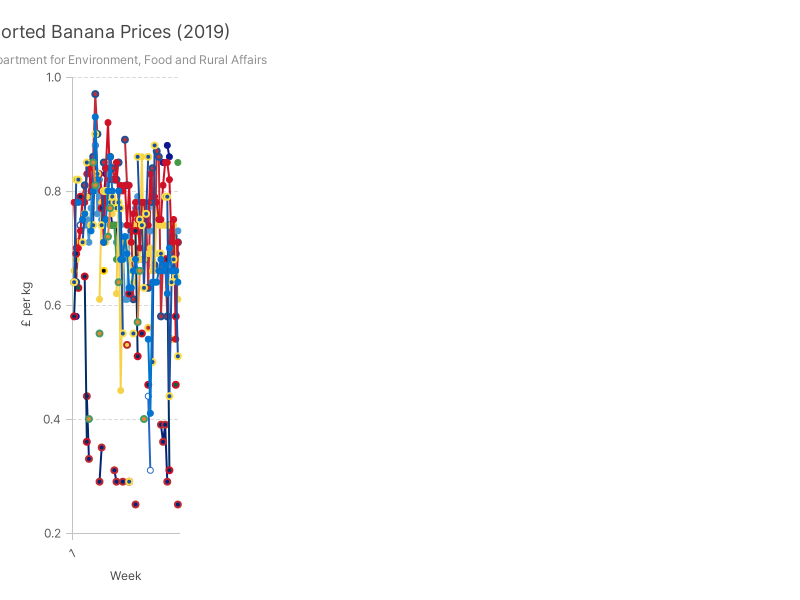 orted Banana Prices (2019)
partment for Environment, Food and Rural Affairs
1.0
0.8
£ per kg
0.6
0.4
0.2
1
Week